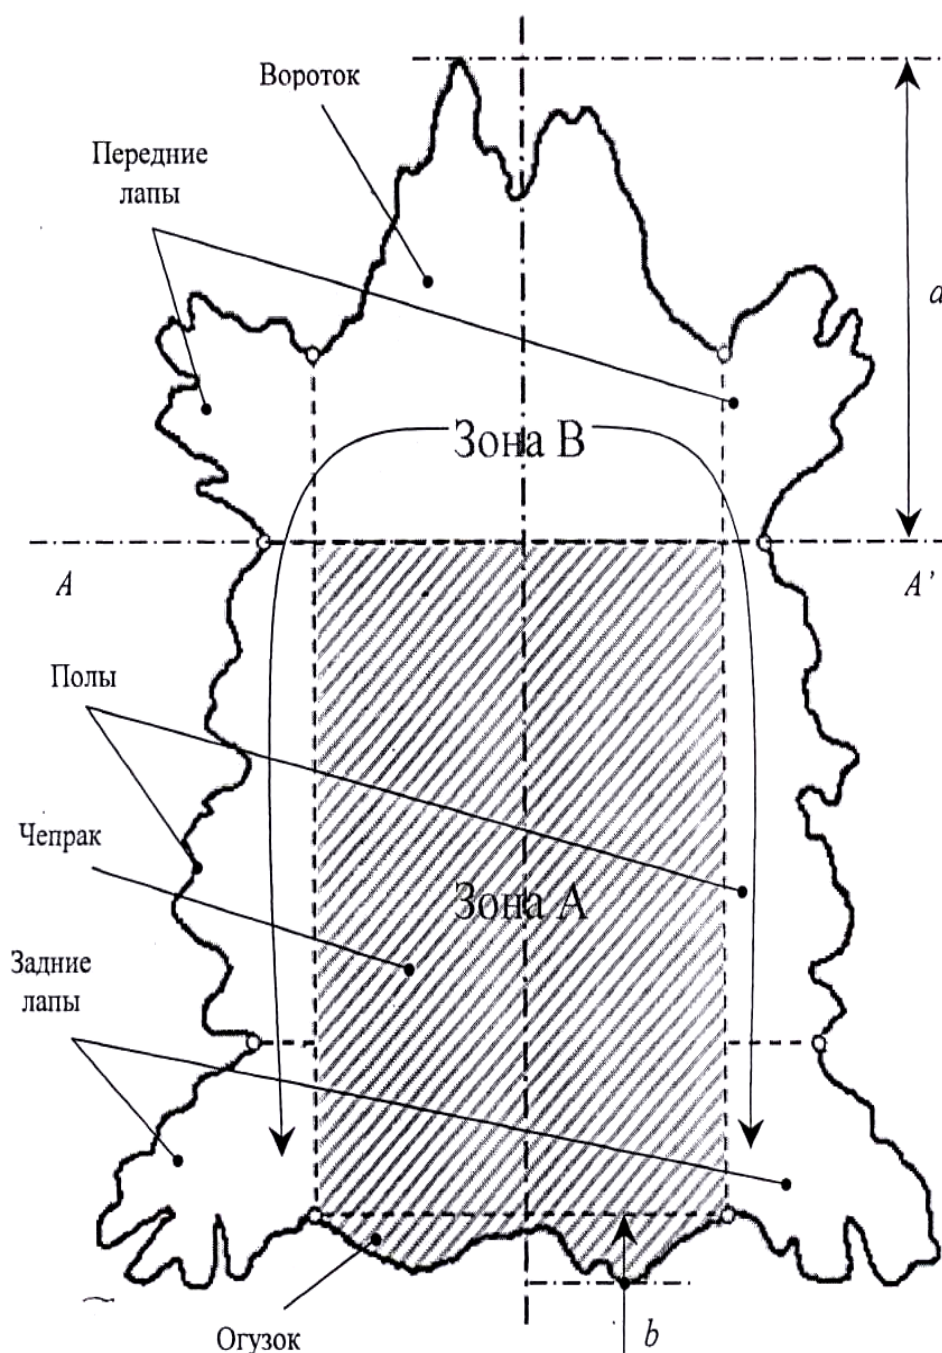 Вороток
Передние
лапы
a
Зона В
A
A'
Полы
Чепрак
Зона А
Задние
лапы
Огузок
b